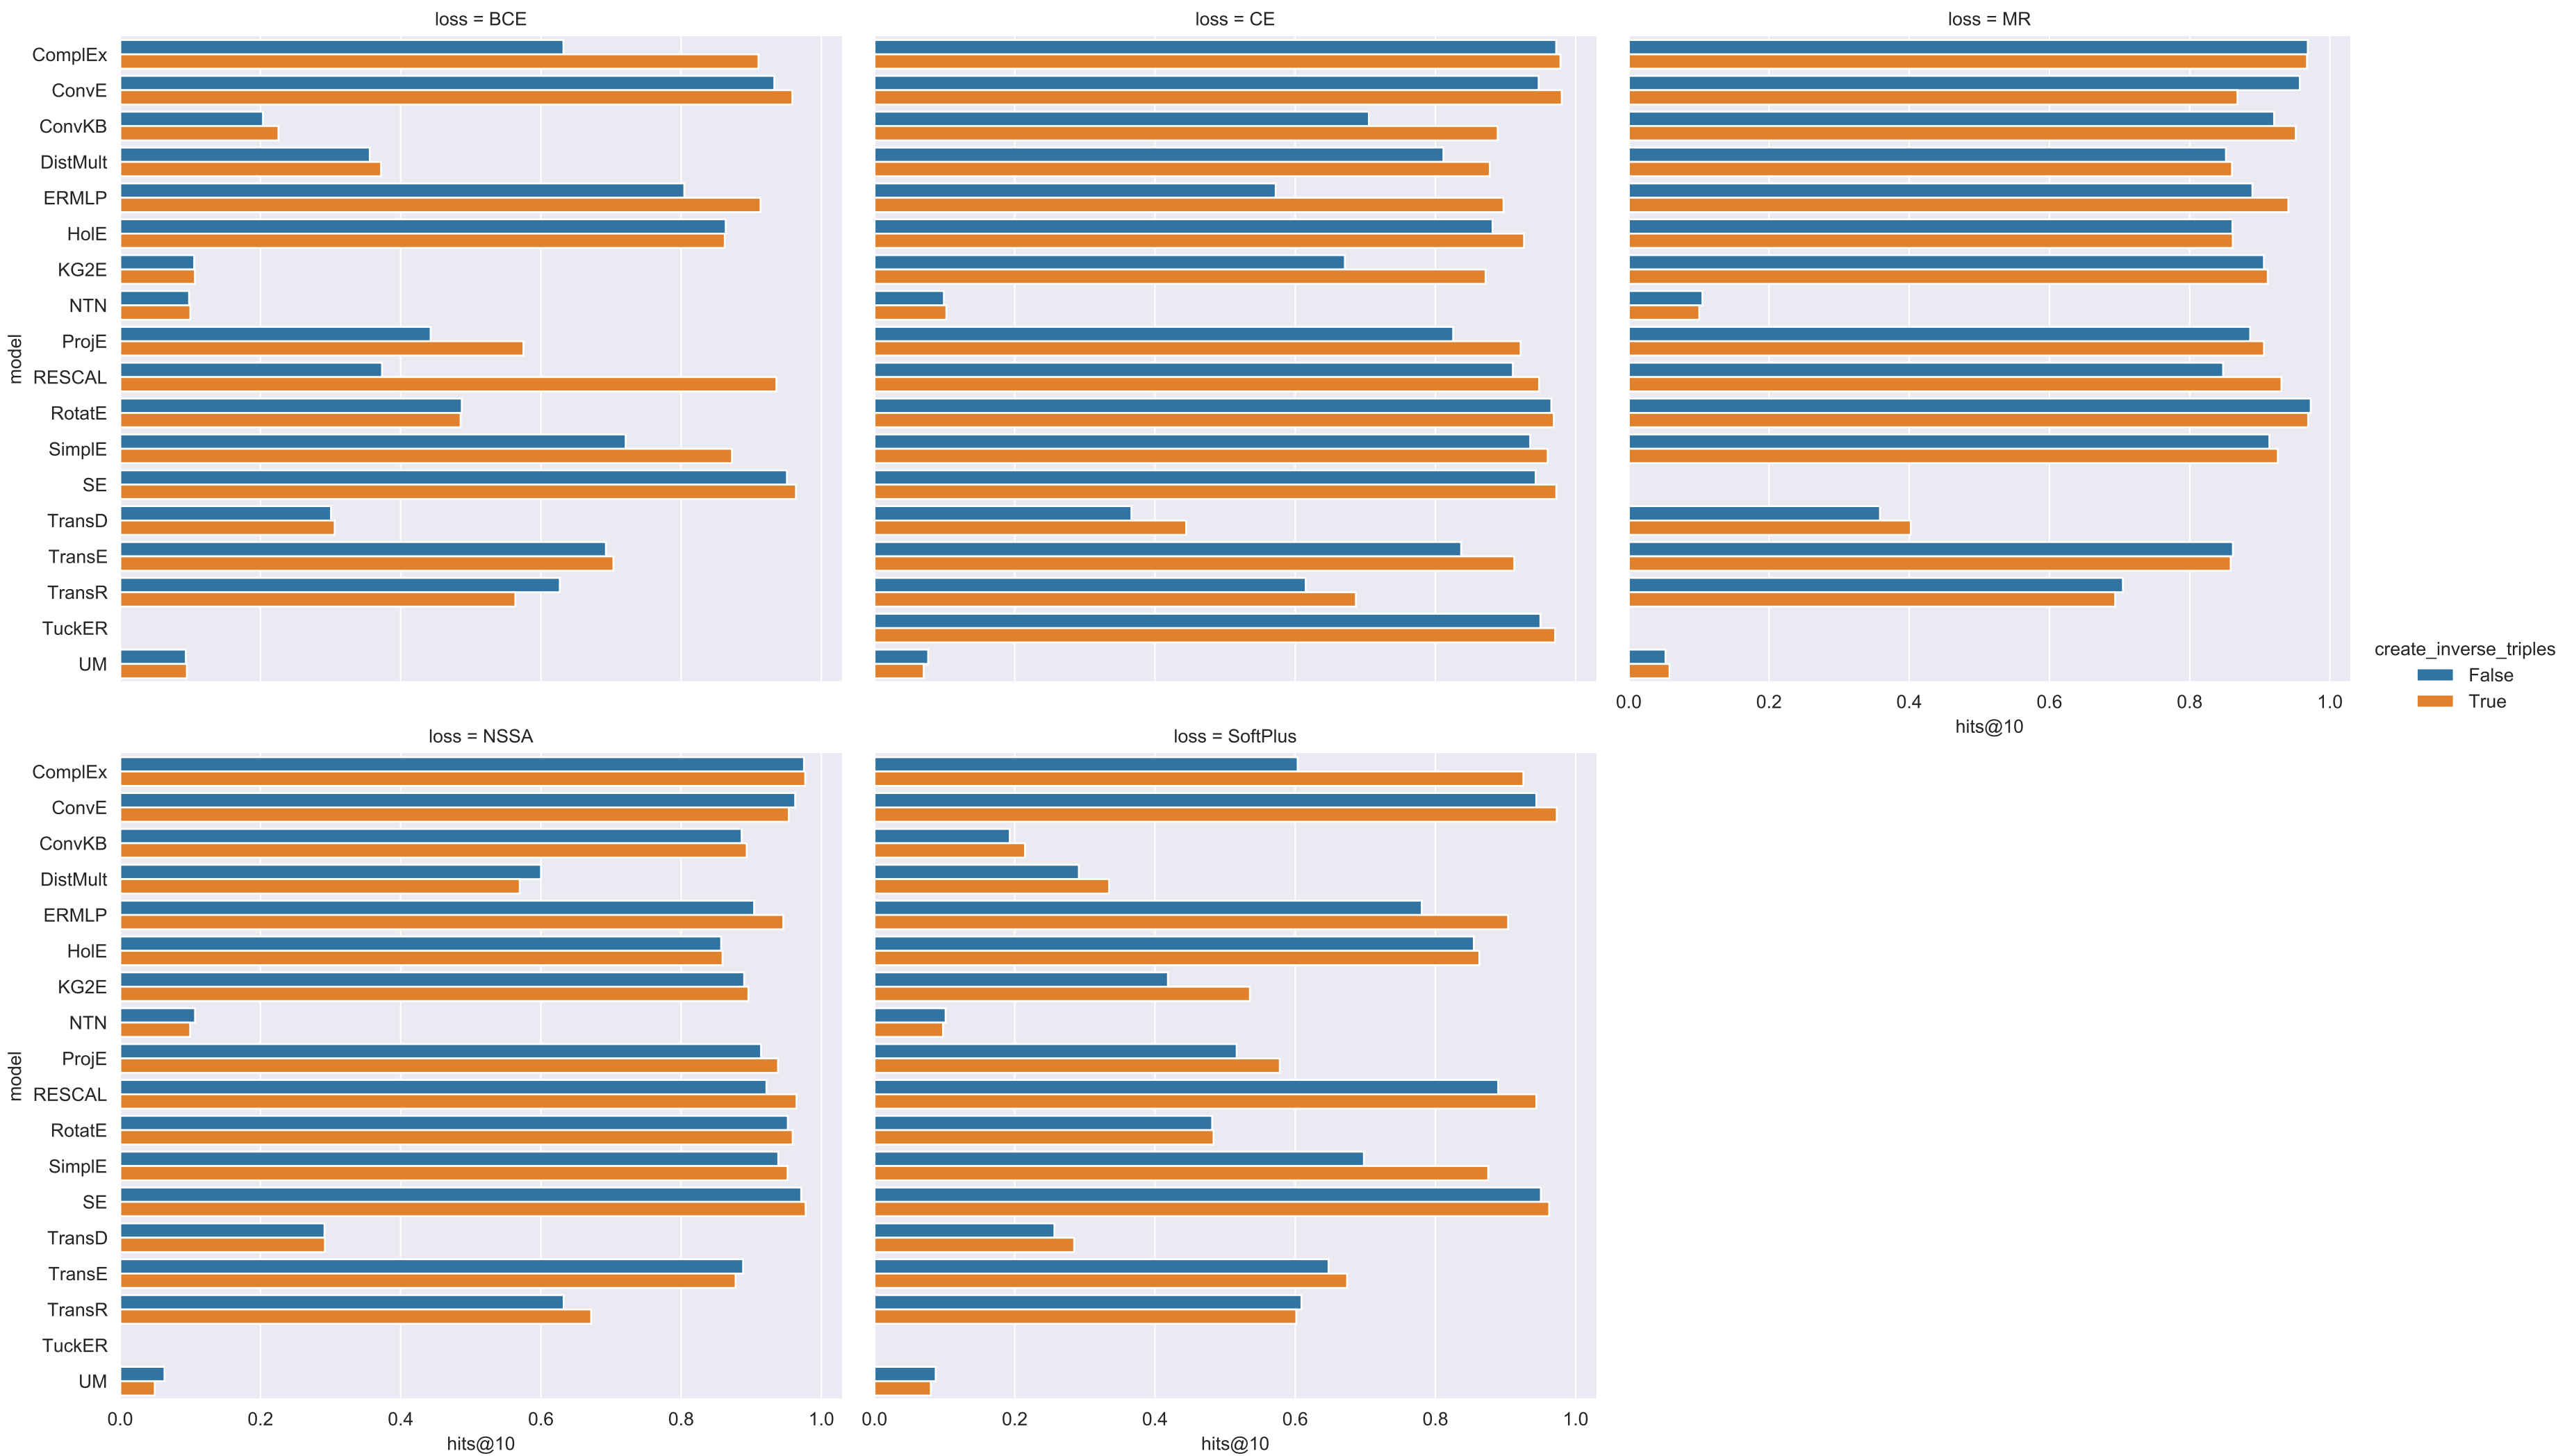 loss = BCE
loss = CE
loss = MR
model
ComplEx
ConvE
ConvKB
DistMult
ERMLP
HolE
KG2E
NTN
ProjE
RESCAL
RotatE
SimplE
SE
TransD
TransE
TransR
TuckER
UM
0.0 0.2 0.4 0.6 0.8 1.0
hits@10
create_inverse_triples
False
True
loss = NSSA
loss = SoftPlus
model
ComplEx
ConvE
ConvKB
DistMult
ERMLP
HolE
KG2E
NTN
ProjE
RESCAL
RotatE
SimplE
SE
TransD
TransE
TransR
TuckER
UM
0.0 0.2 0.4 0.6 0.8 1.0
hits@10
0.0 0.2 0.4 0.6 0.8 1.0
hits@10